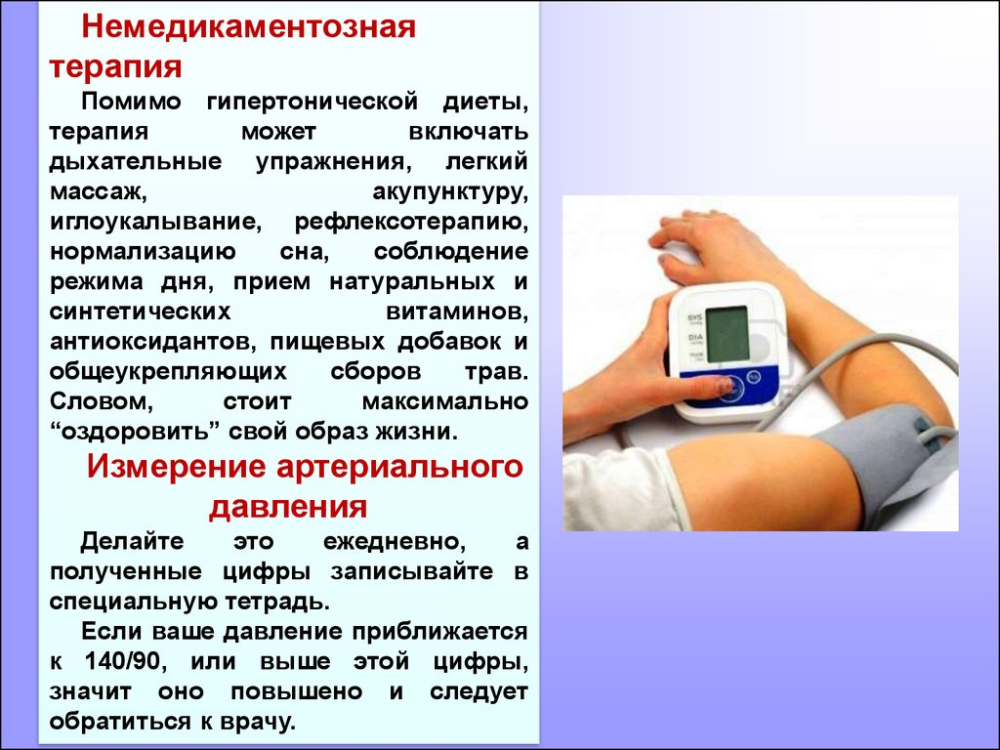 Немедикаментозная
терапия
Помимо гипертонической диеты,
терапия может включать
дыхательные упражнения, легкий
массаж, акупунктуру,
иглоукалывание, рефлексотерапию,
нормализацию сна, соблюдение
режима дня, прием натуральных и
синтетических витаминов,
антиоксидантов, пищевых добавок и
общеукрепляющих сборов трав.
Словом, стоит максимально
“оздоровить” свой образ жизни.
Измерение артериального
давления
Делайте это ежедневно, а
полученные цифры записывайте в
специальную тетрадь.
Если ваше давление приближается
к 140/90, или выше этой цифры,
значит оно повышено и следует
обратиться к врачу.
SYS
DIA